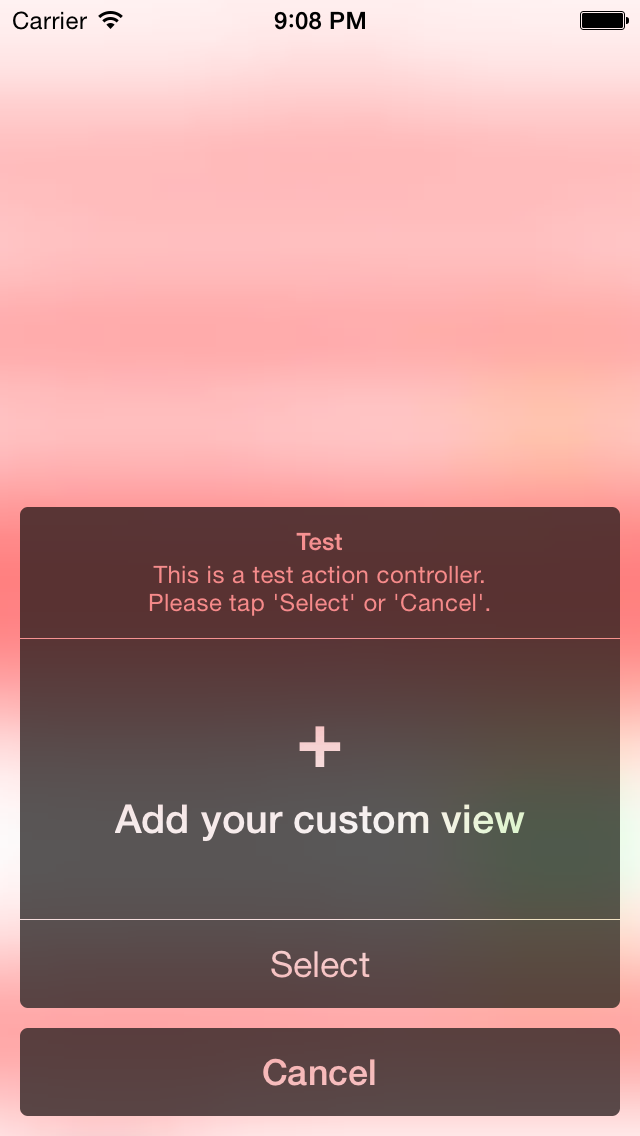 Carrier 9:08 PM
Test
This is a test action controller.
Please tap 'Select' or 'Cancel'.
+
Add your custom view
Select
Cancel